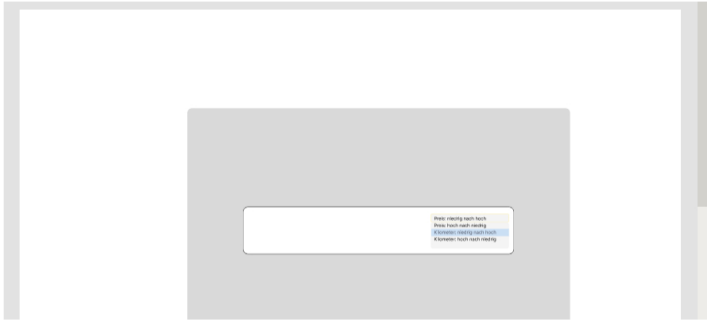 Preis: niedrig nach hoch
Preis: hoch nach niedrig
Kilometer: niedrig nach hoch
Kilometer: hoch nach niedrig